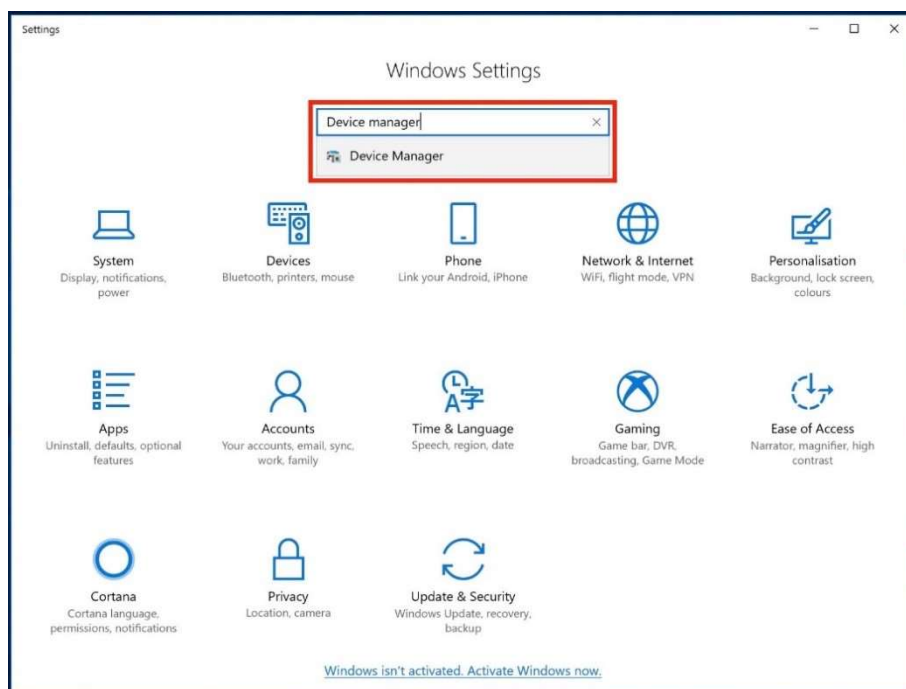 Settings
Windows Settings
Device manager
Device Manager
System
Display, notifications,
power
Devices
Bluetooth, printers, mouse
Phone
Link your Android, iPhone
Network & Internet
WiFi, flight mode, VPN
Personalisation
Background, lock screen,
colours
Apps
Uninstall, defaults, optional
features
Accounts
Your accounts, email, sync,
work, family
Time & Language
Speech, region, date
Gaming
Game bar, DVR,
broadcasting, Game Mode
Ease of Access
Narrator, magnifier, high
contrast
Cortana
Cortana language,
permissions, notifications
Privacy
Location, camera
Update & Security
Windows Update, recovery,
backup
Windows isn't activated. Activate Windows now.